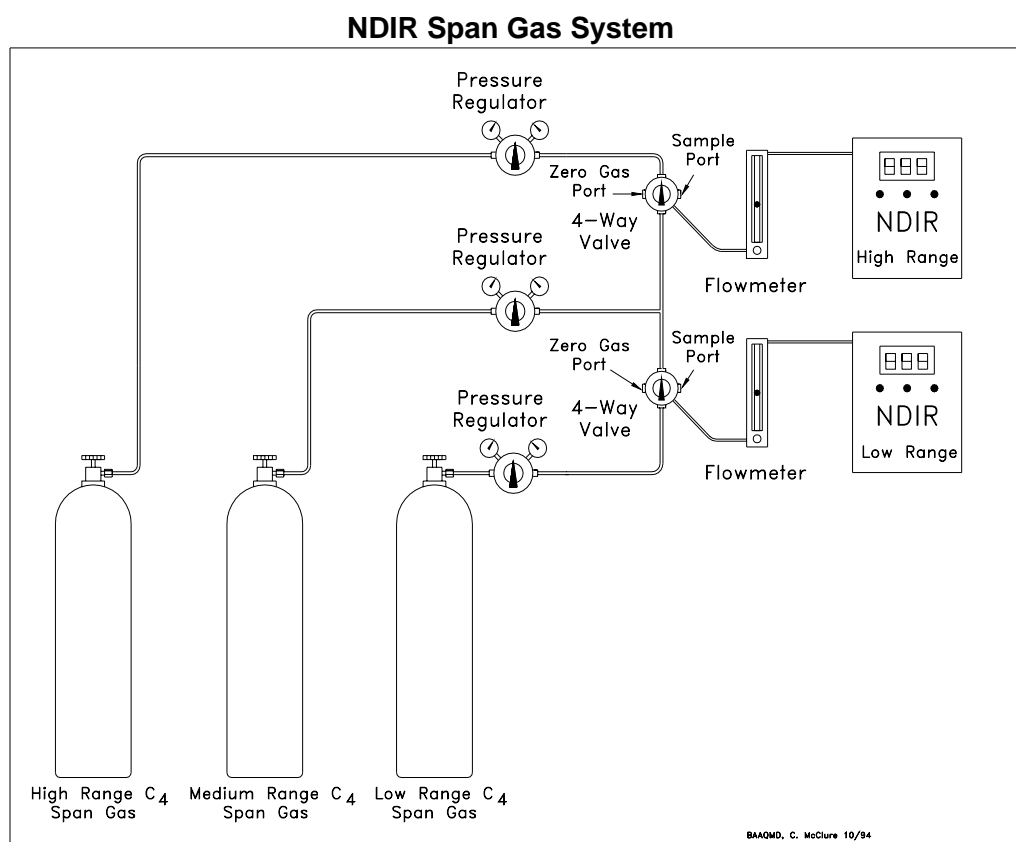 NDIR Span Gas System
Pressure
Regulator
Sample
Port
Zero Gas
Port
4-Way
Valve
NDIR
High Range
Flowmeter
Pressure
Regulator
Sample
Port
Zero Gas
Port
4-Way
Valve
NDIR
Low Range
Flowmeter
Pressure
Regulator
High Range C4
Span Gas
Medium Range C4
Span Gas
Low Range C4
Span Gas
BAAQMD, C. McClure 10/94